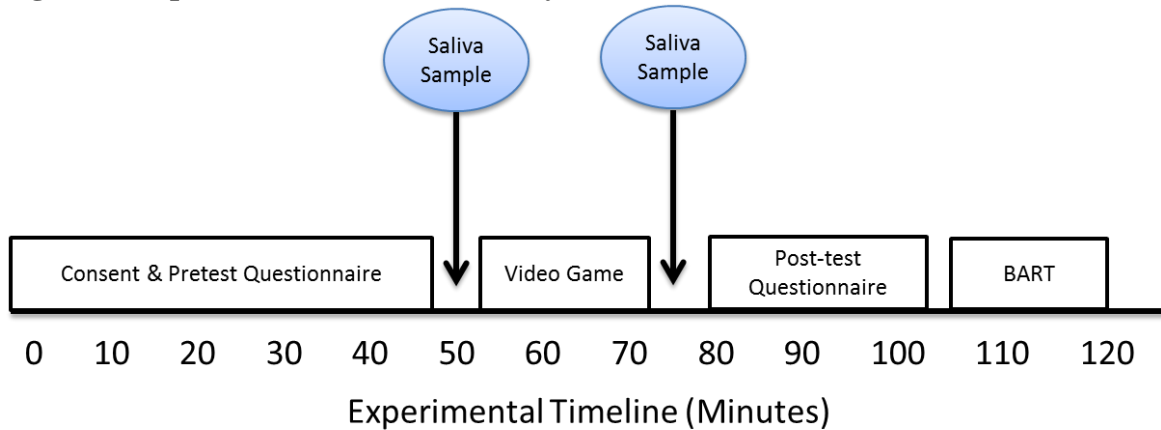 Saliva
Sample
Saliva
Sample
Consent & Pretest Questionnaire
Video Game
Post-test
Questionnaire
BART
0 10 20 30 40 50 60 70 80 90 100 110 120
Experimental Timeline (Minutes)